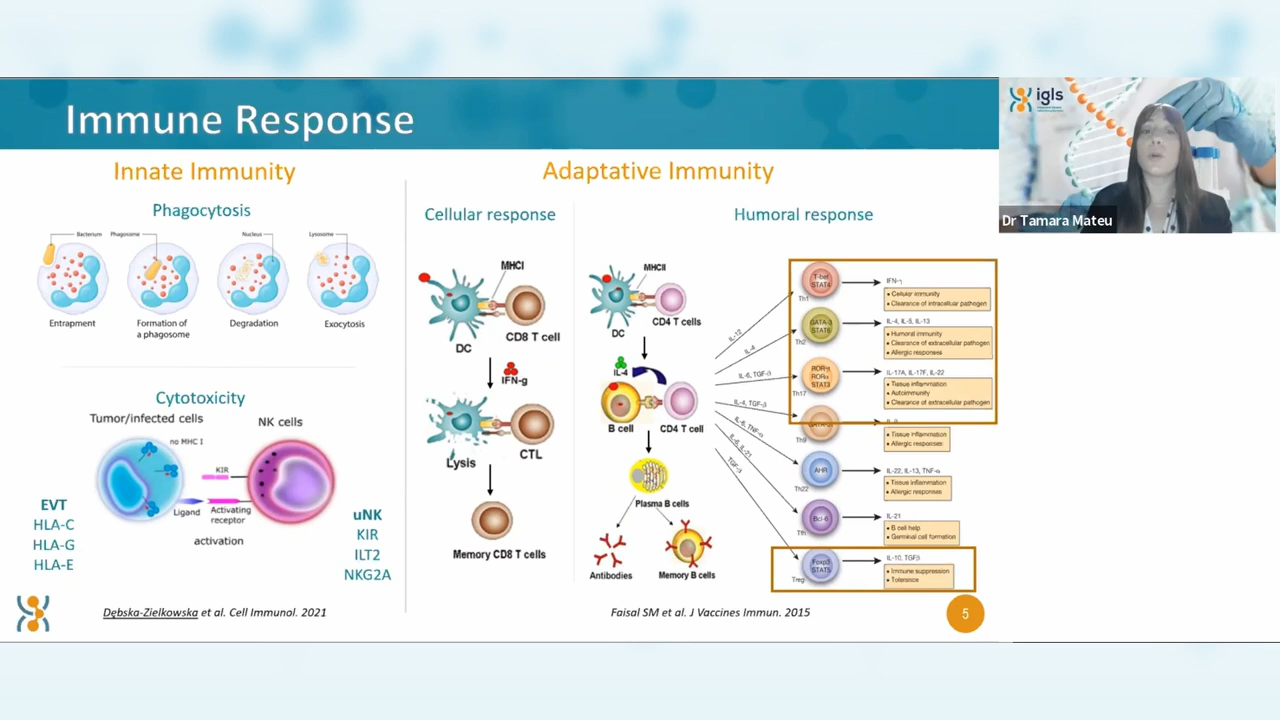 Immune Response
igls
Dr Tamara Mateu
Innate Immunity
Phagocytosis
Bacterium
Phagosome
Nucleus
Lysosome
Entrapment
Formation of
a phagosome
Degradation
Exocytosis
Cytotoxicity
Tumor/infected cells
NK cells
no MHC I
KIR
Ligand
Activating
receptor
activation
EVT
HLA-C
HLA-G
HLA-E
uNK
KIR
ILT2
NKG2A
Dębska-Zielkowska et al. Cell Immunol. 2021
Adaptative Immunity
Cellular response
MHCI
DC
CD8 T cell
IFN-g
Lysis
CTL
Memory CD8 T cells
Humoral response
MHCII
DC
CD4 T cells
IL-4
B cell
CD4 T cell
Plasma B cells
Antibodies
Memory B cells
IL-12
IL-4
IL-6, TGF-β
IL-4, TGF-β
IL-6, TNF-α
IL-6, IL-21
TGF-β
T-bet
STAT4
Th1
IFN-γ
• Cellular immunity
• Clearance of intracellular pathogen
GATA-3
STAT6
Th2
IL-4, IL-5, IL-13
• Humoral immunity
• Clearance of extracellular pathogen
• Allergic responses
RORγt
RORα
STAT3
Th17
IL-17A, IL-17F, IL-22
• Tissue inflammation
• Autoimmunity
• Clearance of extracellular pathogen
Th9
• Tissue inflammation
• Allergic responses
AHR
Th22
IL-22, IL-13, TNF-α
• Tissue inflammation
• Allergic responses
Bcl-6
Tfh
IL-21
• B cell help
• Germinal cell formation
Foxp3
STAT5
Treg
IL-10, TGFβ
• Immune suppression
• Tolerance
Faisal SM et al. J Vaccines Immun. 2015
5